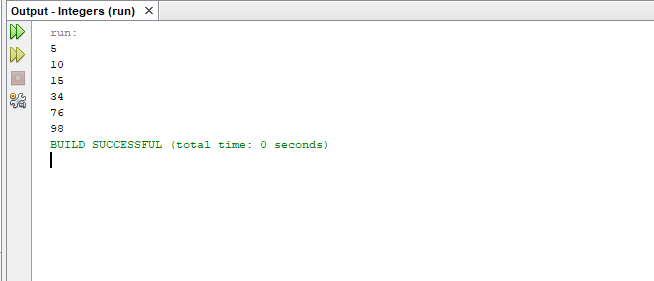 Output - Integers (run)
run:
5
10
15
34
76
98
BUILD SUCCESSFUL (total time: 0 seconds)